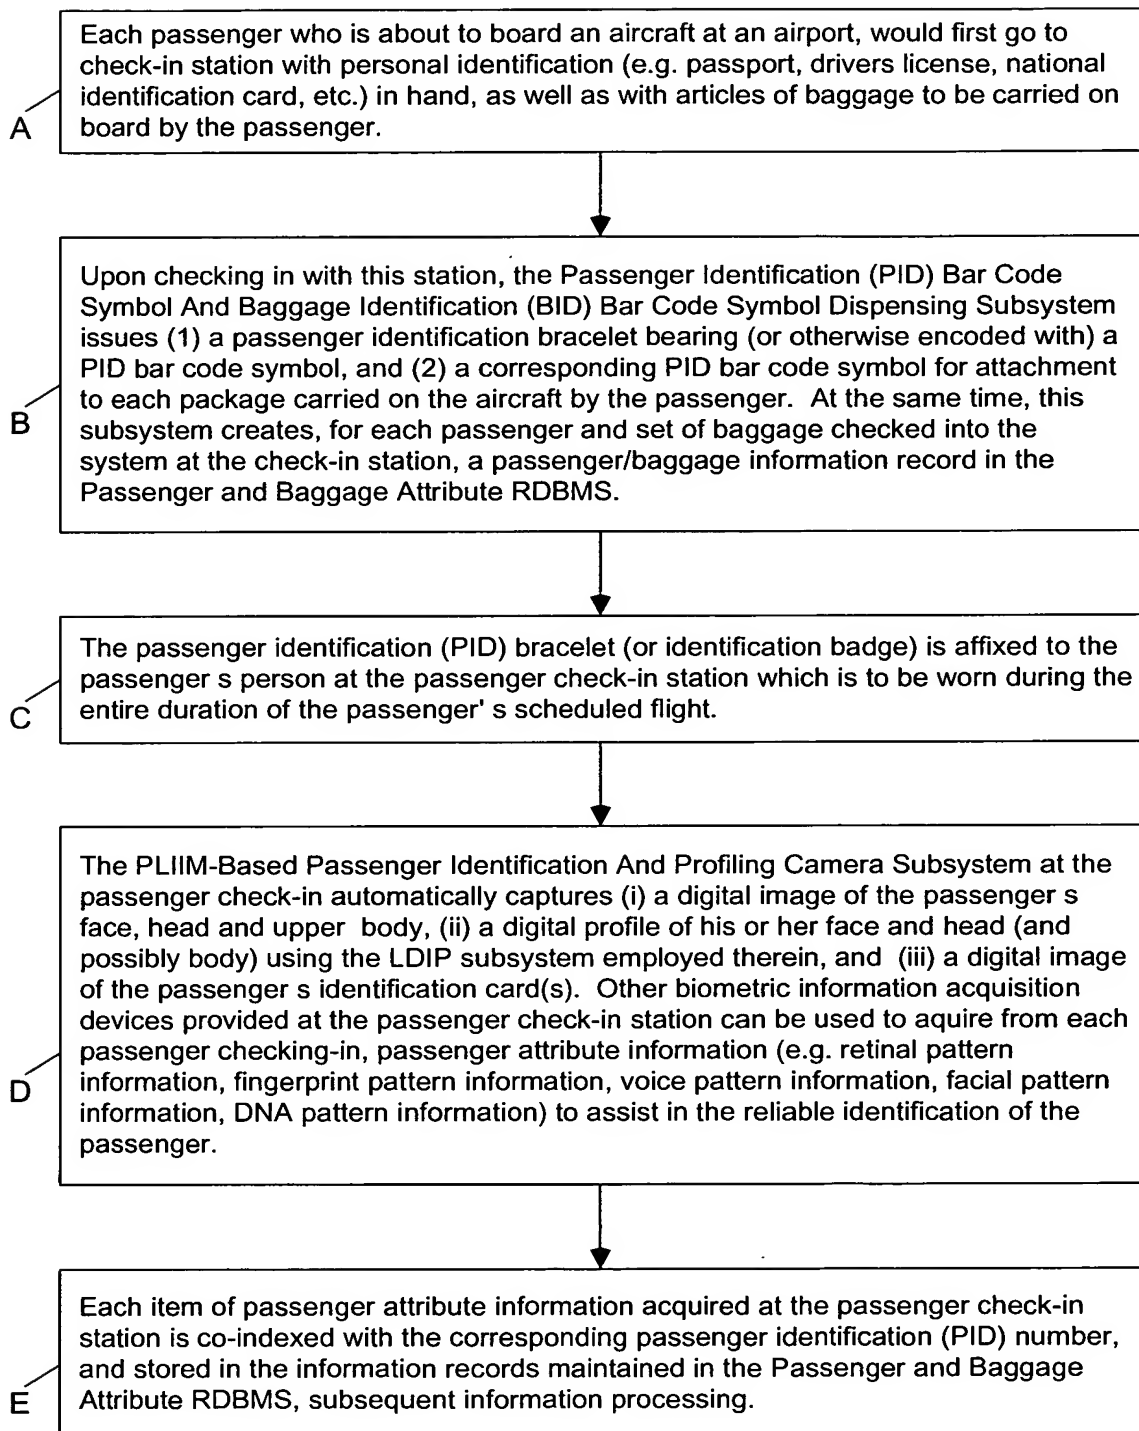 Each passenger who is about to board an aircraft at an airport, would first go to
check-in station with personal identification (e.g. passport, drivers license, national
identification card, etc.) in hand, as well as with articles of baggage to be carried on
board by the passenger.
A
Upon checking in with this station, the Passenger Identification (PID) Bar Code
Symbol And Baggage Identification (BID) Bar Code Symbol Dispensing Subsystem
issues (1) a passenger identification bracelet bearing (or otherwise encoded with) a
PID bar code symbol, and (2) a corresponding PID bar code symbol for attachment
to each package carried on the aircraft by the passenger. At the same time, this
subsystem creates, for each passenger and set of baggage checked into the
system at the check-in station, a passenger/baggage information record in the
Passenger and Baggage Attribute RDBMS.
B
The passenger identification (PID) bracelet (or identification badge) is affixed to the
passenger s person at the passenger check-in station which is to be worn during the
entire duration of the passenger' s scheduled flight.
C
The PLIIM-Based Passenger Identification And Profiling Camera Subsystem at the
passenger check-in automatically captures (i) a digital image of the passenger s
face, head and upper body, (ii) a digital profile of his or her face and head (and
possibly body) using the LDIP subsystem employed therein, and (iii) a digital image
of the passenger s identification card(s). Other biometric information acquisition
devices provided at the passenger check-in station can be used to aquire from each
passenger checking-in, passenger attribute information (e.g. retinal pattern
information, fingerprint pattern information, voice pattern information, facial pattern
information, DNA pattern information) to assist in the reliable identification of the
passenger.
D
Each item of passenger attribute information acquired at the passenger check-in
station is co-indexed with the corresponding passenger identification (PID) number,
and stored in the information records maintained in the Passenger and Baggage
Attribute RDBMS, subsequent information processing.
E